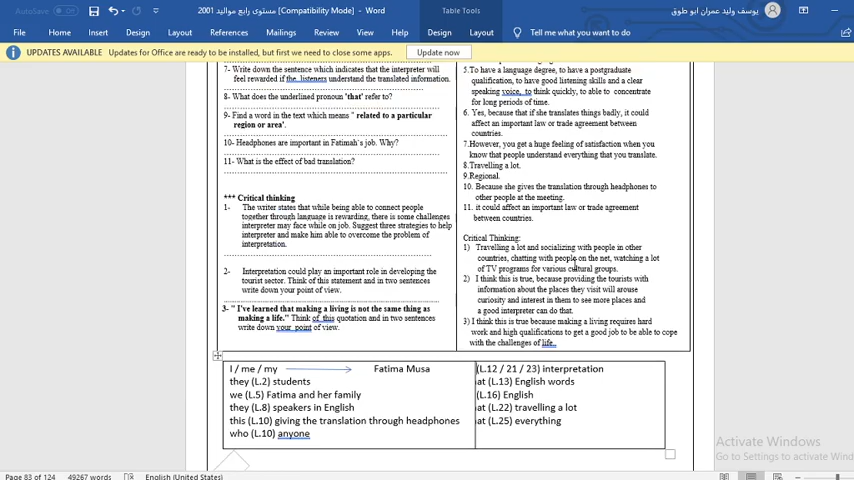 AutoSave Off
مستوى رابع مواليد 2001 [Compatibility Mode] - Word
Table Tools
يوسف وليد عمران ابو طوق
File Home Insert Draw Design Layout References Mailings Review View Help Design Layout Tell me what you want to do
UPDATES AVAILABLE Updates for Office are ready to be installed, but first we need to close some apps. Update now
7- Write down the sentence which indicates that the interpreter will
feel rewarded if the listeners understand the translated information.
8- What does the underlined pronoun 'that' refer to?
9- Find a word in the text which means " related to a particular
region or area'.
10- Headphones are important in Fatimah's job. Why?
11- What is the effect of bad translation?
*** Critical thinking
1- The writer states that while being able to connect people
together through language is rewarding, there is some challenges
interpreter may face while on job. Suggest three strategies to help
interpreter and make him able to overcome the problem of
interpretation.
2- Interpretation could play an important role in developing the
tourist sector. Think of this statement and in two sentences
write down your point of view.
3- " I've learned that making a living is not the same thing as
making a life." Think of this quotation and in two sentences
write down your point of view.
5.To have a language degree, to have a postgraduate
qualification, to have good listening skills and a clear
speaking voice, to think quickly, to able to concentrate
for long periods of time.
6. Yes, because that if she translates things badly, it could
affect an important law or trade agreement between
countries.
7.However, you get a huge feeling of satisfaction when you
know that people understand everything that you translate.
8.Travelling a lot.
9.Regional.
10. Because she gives the translation through headphones to
other people at the meeting.
11. it could affect an important law or trade agreement
between countries.
Critical Thinking:
1) Travelling a lot and socializing with people in other
countries, chatting with people on the net, watching a lot
of TV programs for various cultural groups.
2) I think this is true, because providing the tourists with
information about the places they visit will arouse
curiosity and interest in them to see more places and
a good interpreter can do that.
3) I think this is true because making a living requires hard
work and high qualifications to get a good job to be able to cope
with the challenges of life..
I / me / my Fatima Musa
they (L.2) students
we (L.5) Fatima and her family
they (L.8) speakers in English
this (L.10) giving the translation through headphones
who (L.10) anyone
(L.12 / 21 / 23) interpretation
at (L.13) English words
(L.16) English
at (L.22) travelling a lot
at (L.25) everything
Activate Windows
Go to Settings to activate Wind
Page 83 of 124 49267 words English (United States)